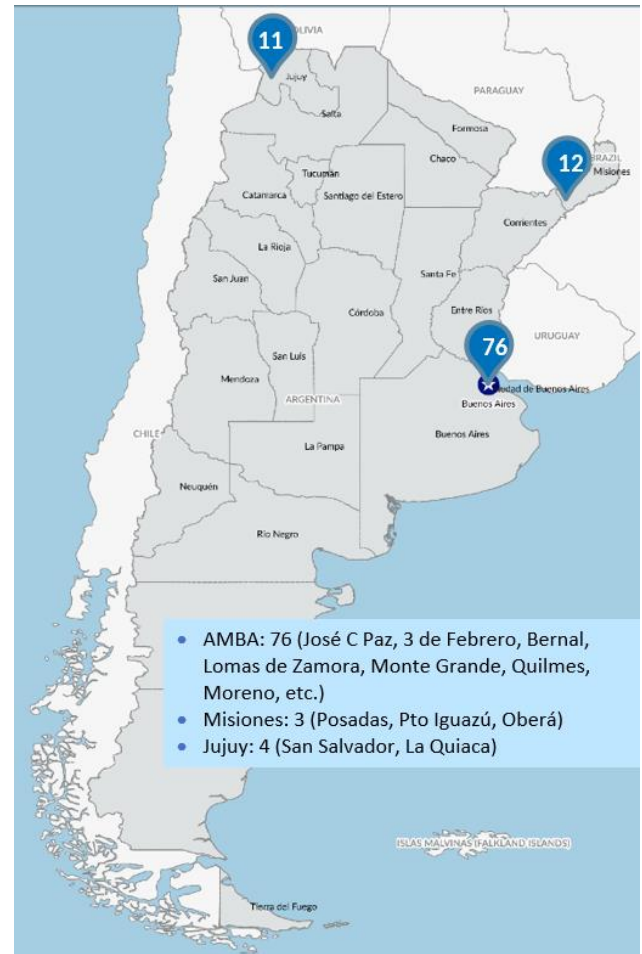 11
BOLIVIA
Jujuy
PARAGUAY
Salta
Formosa
Chaco
12
BRAZIL
Misiones
Tucumán
Catamarca
Santiago del Estero
Corrientes
La Rioja
San Juan
Santa Fe
Córdoba
Entre Ríos
76
URUGUAY
San Luis
Mendoza
ARGENTINA
Ciudad de Buenos Aires
Buenos Aires
CHILE
La Pampa
Buenos Aires
Neuquén
Río Negro
• AMBA: 76 (José C Paz, 3 de Febrero, Bernal,
Lomas de Zamora, Monte Grande, Quilmes,
Moreno, etc.)
• Misiones: 3 (Posadas, Pto Iguazú, Oberá)
• Jujuy: 4 (San Salvador, La Quiaca)
ISLAS MALVINAS (FALKLAND ISLANDS)
Tierra del Fuego